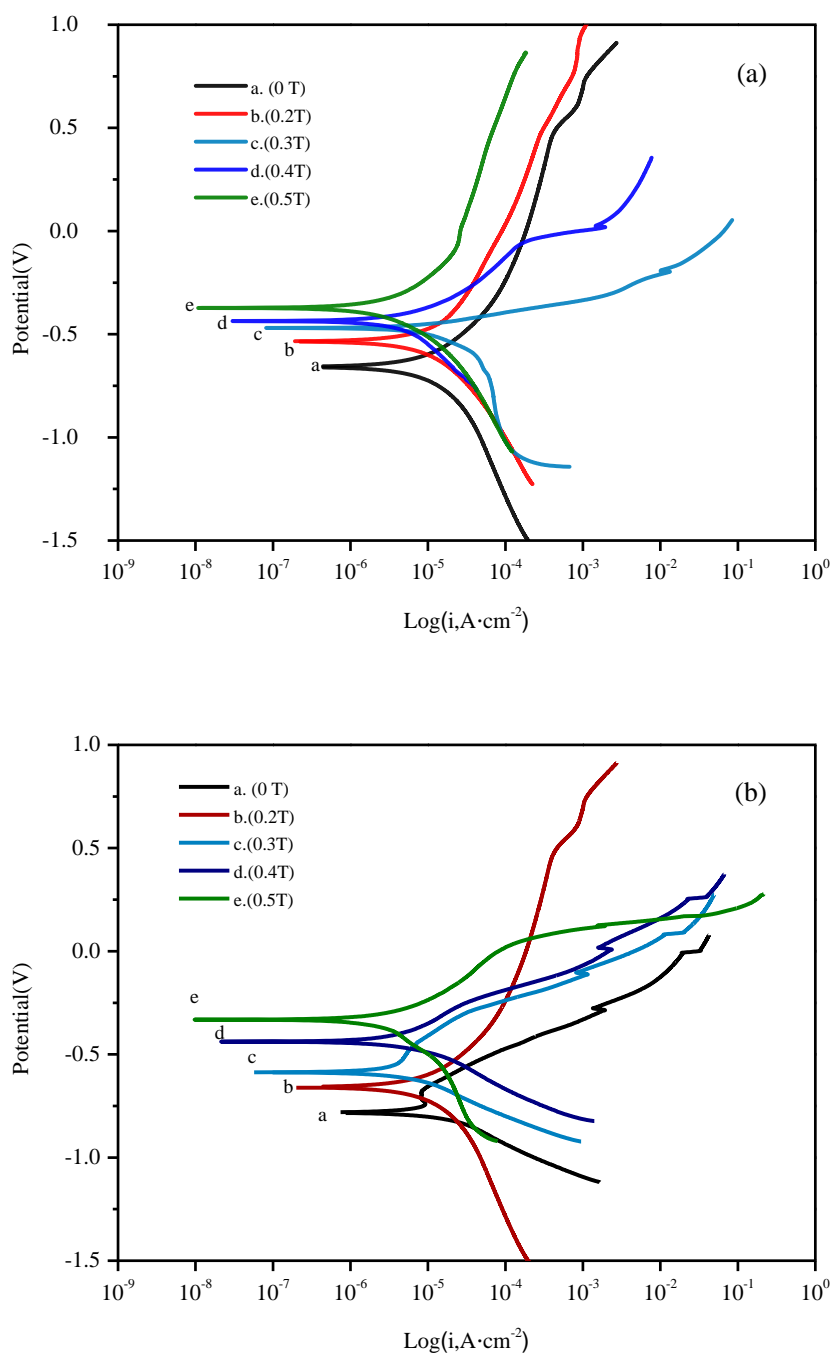 1.0
(a)
a. (0 T)
b.(0.2T)
0.5
c.(0.3T)
d.(0.4T)
e.(0.5T)
0.0
Potential(V)
e
d
c
-0.5
b
a
-1.0
-1.5
10⁻⁹ 10⁻⁸ 10⁻⁷ 10⁻⁶ 10⁻⁵ 10⁻⁴ 10⁻³ 10⁻² 10⁻¹ 10⁰
Log(i,A·cm⁻²)
1.0
(b)
a. (0 T)
b.(0.2T)
0.5
c.(0.3T)
d.(0.4T)
e.(0.5T)
0.0
Potential(V)
e
d
-0.5
c
b
a
-1.0
-1.5
10⁻⁹ 10⁻⁸ 10⁻⁷ 10⁻⁶ 10⁻⁵ 10⁻⁴ 10⁻³ 10⁻² 10⁻¹ 10⁰
Log(i,A·cm⁻²)